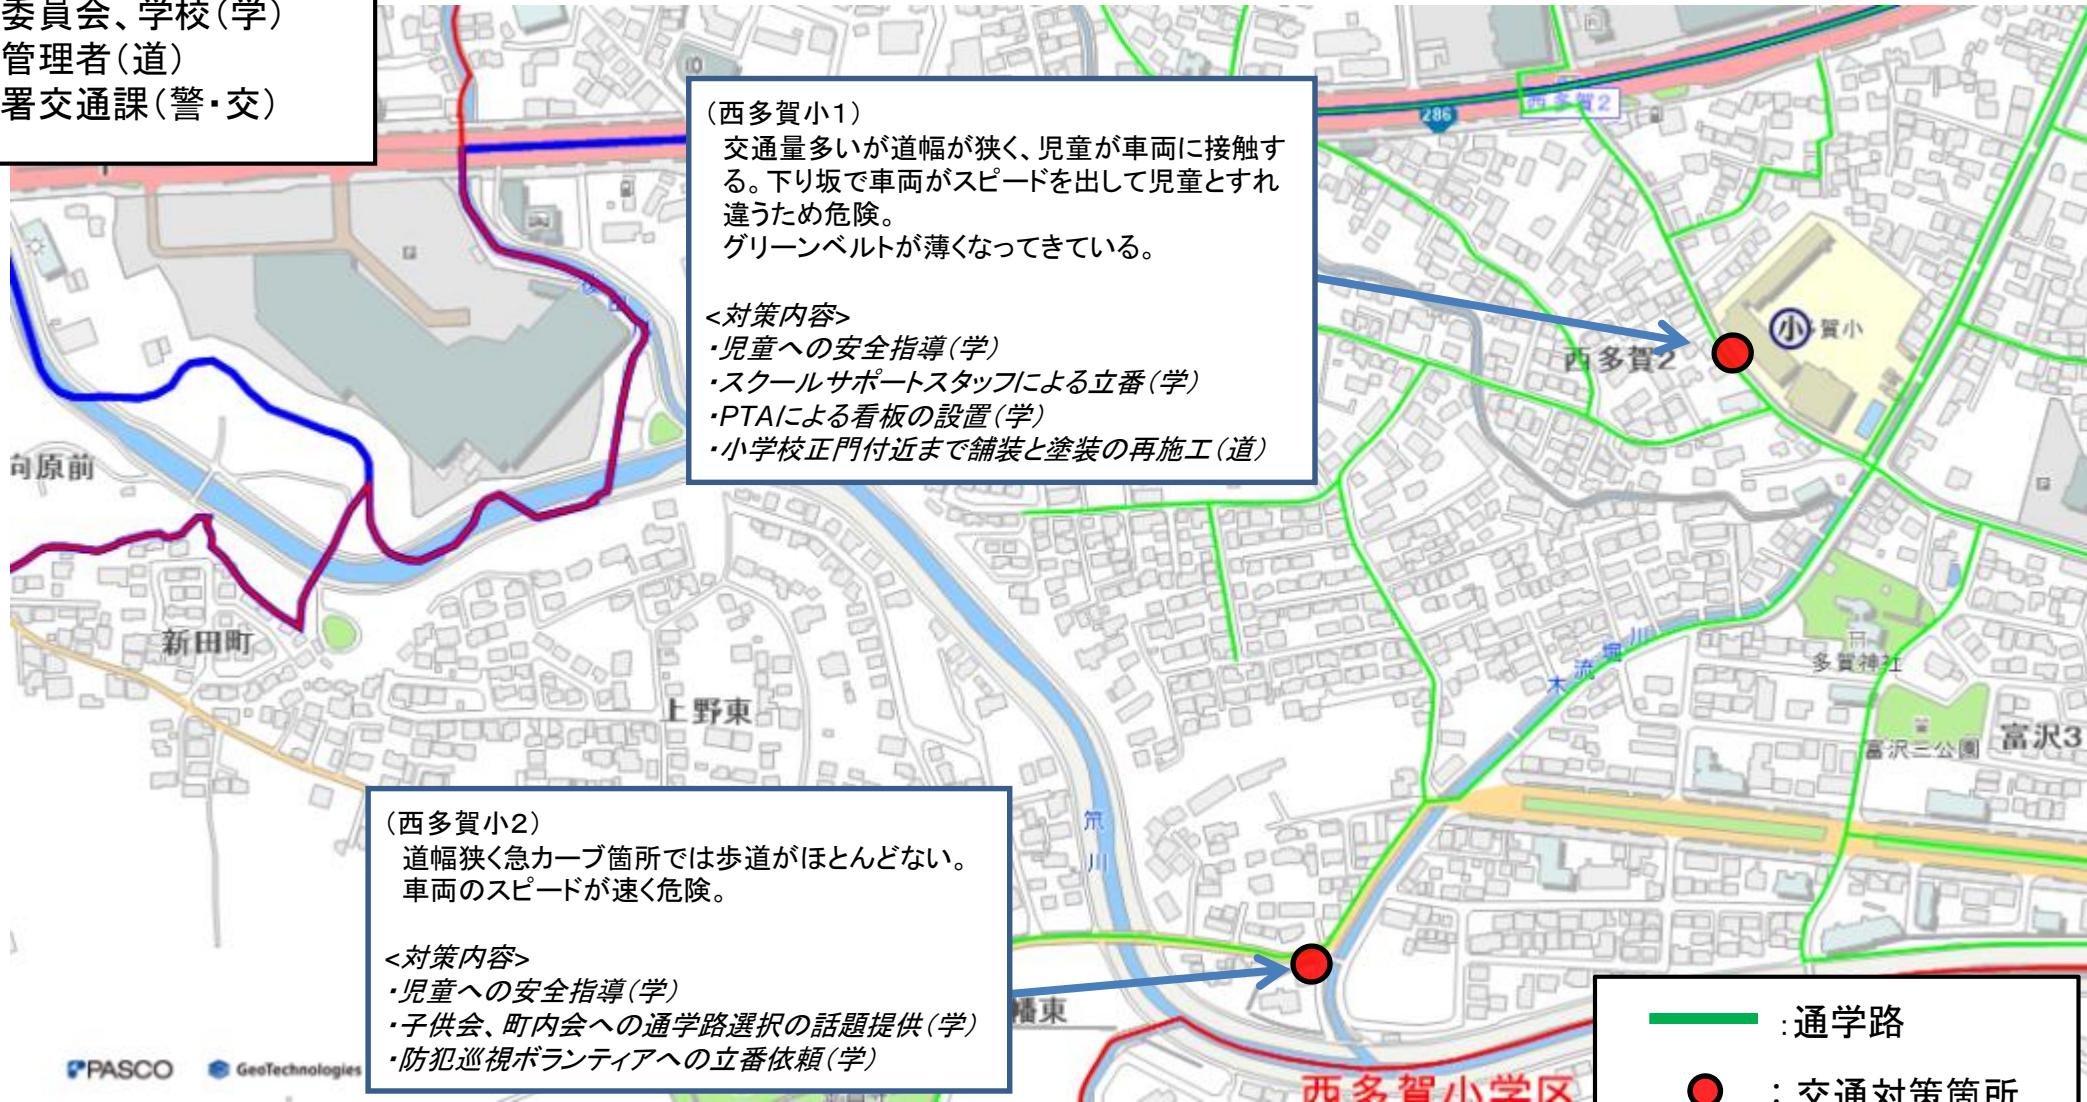 委員会、学校(学)
管理者(道)
署交通課(警・交)
(西多賀小1)
交通量多いが道幅が狭く、児童が車両に接触す
る。下り坂で車両がスピードを出して児童とすれ
違うため危険。
グリーンベルトが薄くなってきている。
<対策内容>
・児童への安全指導(学)
・スクールサポートスタッフによる立番(学)
・PTAによる看板の設置(学)
・小学校正門付近まで舗装と塗装の再施工(道)
286
西多賀2
小
賀小
西多賀2
向原前
新田町
上野東
木流堀川
多賀神社
富沢三公園
富沢3
笊川
(西多賀小2)
道幅狭く急カーブ箇所では歩道がほとんどない。
車両のスピードが速く危険。
<対策内容>
・児童への安全指導(学)
・子供会、町内会への通学路選択の話題提供(学)
・防犯巡視ボランティアへの立番依頼(学)
幡東
PASCO
GeoTechnologies
西多賀小学区
:通学路
:交通対策箇所